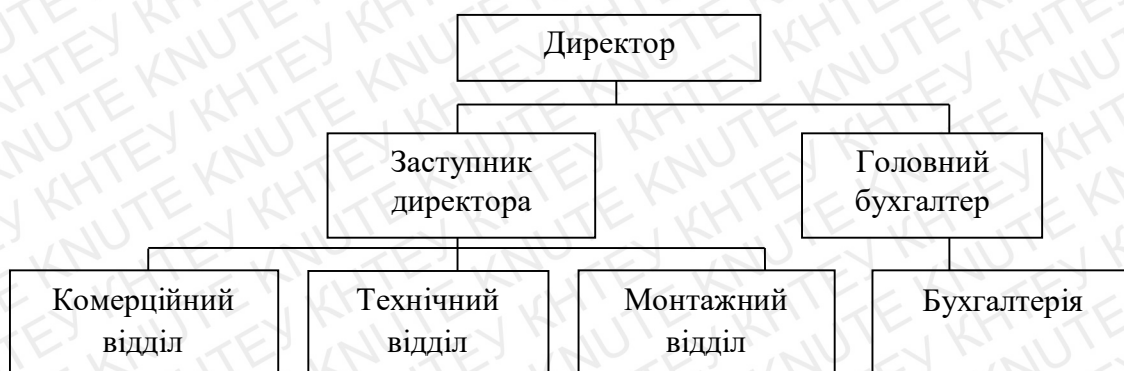 Директор
Заступник
директора
Головний
бухгалтер
Комерційний
відділ
Технічний
відділ
Монтажний
відділ
Бухгалтерія